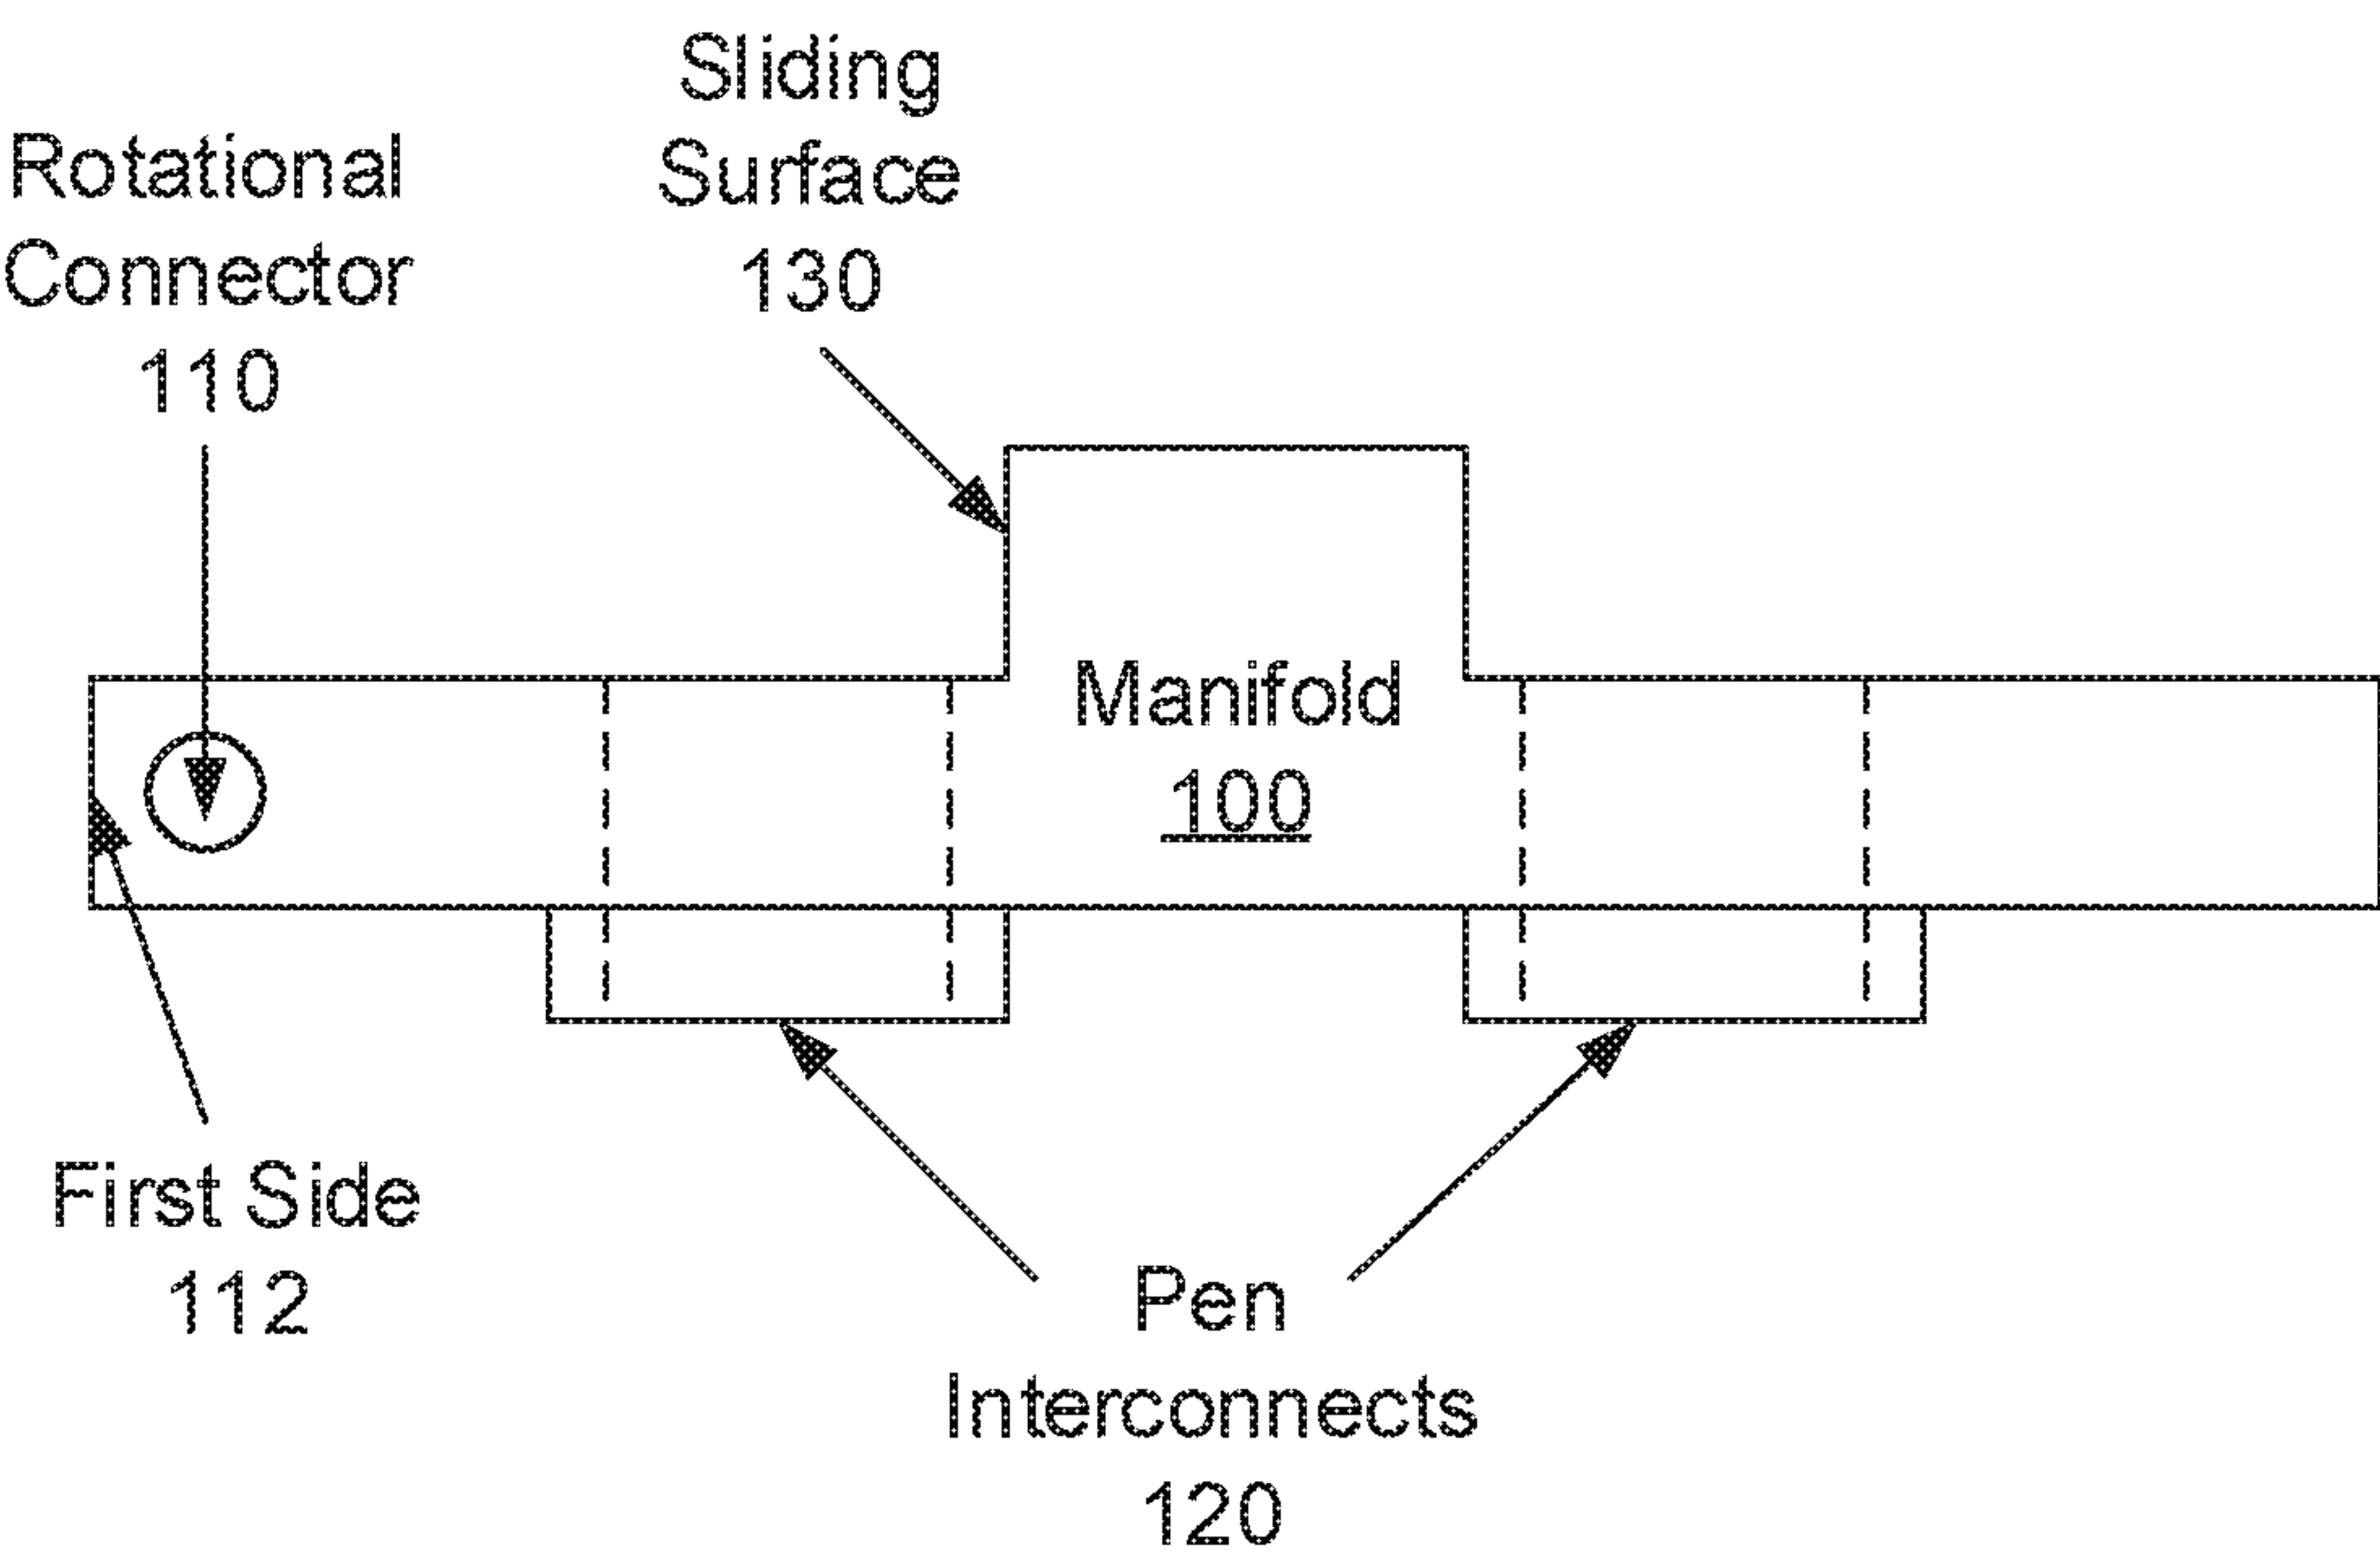 Sliding
Surface
130
Rotational
Connector
110
Manifold
100
First Side
112
Pen
Interconnects
120